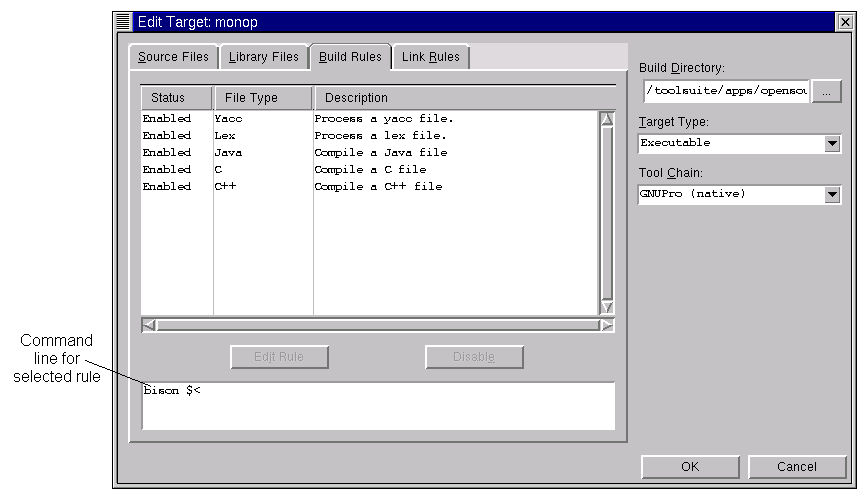 Edit Target: monop
Source Files
Library Files
Build Rules
Link Rules
Status File Type Description
Enabled Yacc Process a yacc file.
Enabled Lex Process a lex file.
Enabled Java Compile a Java file
Enabled C Compile a C file
Enabled C++ Compile a C++ file
Edit Rule
Disable
Command
line for
selected rule
bison $<
Build Directory:
/toolsuite/apps/opensou
...
Target Type:
Executable
Tool Chain:
GNUPro (native)
OK
Cancel